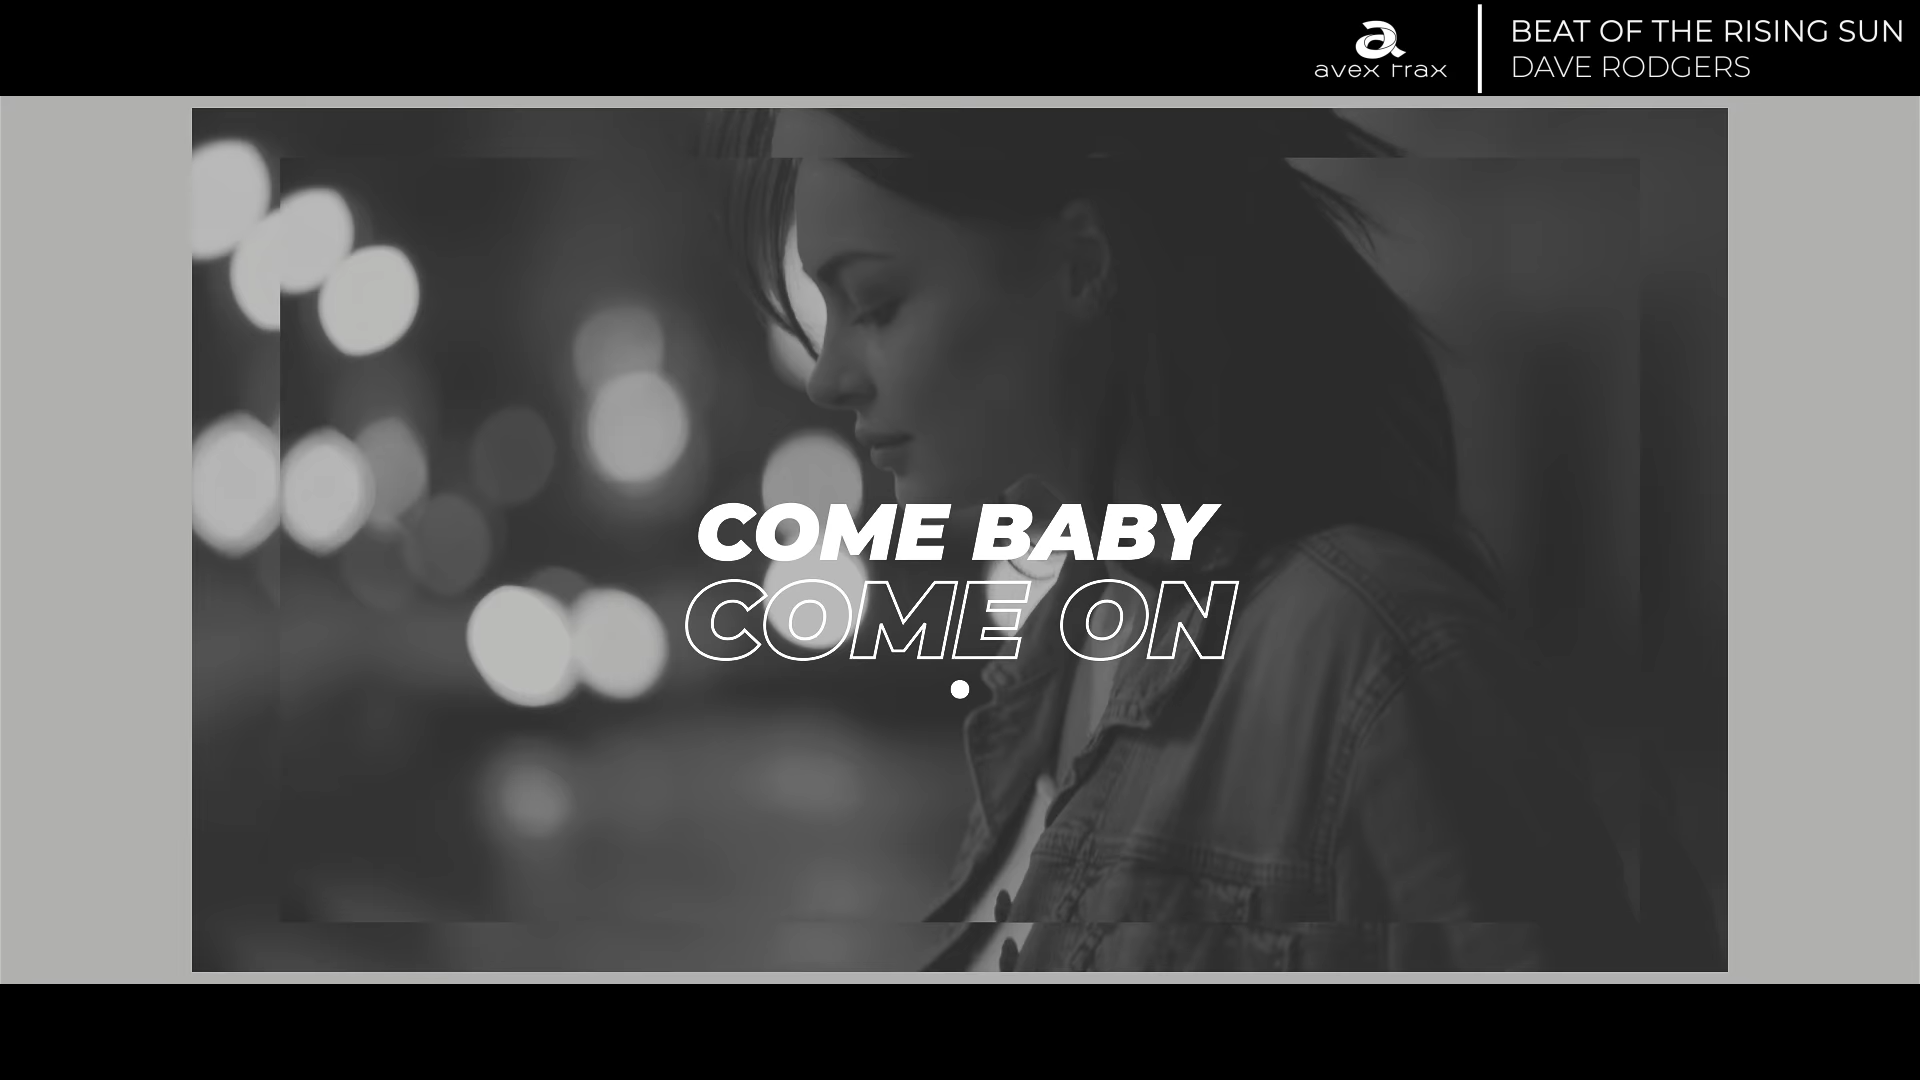 avex trax
BEAT OF THE RISING SUN
DAVE RODGERS
COME BABY
COME ON